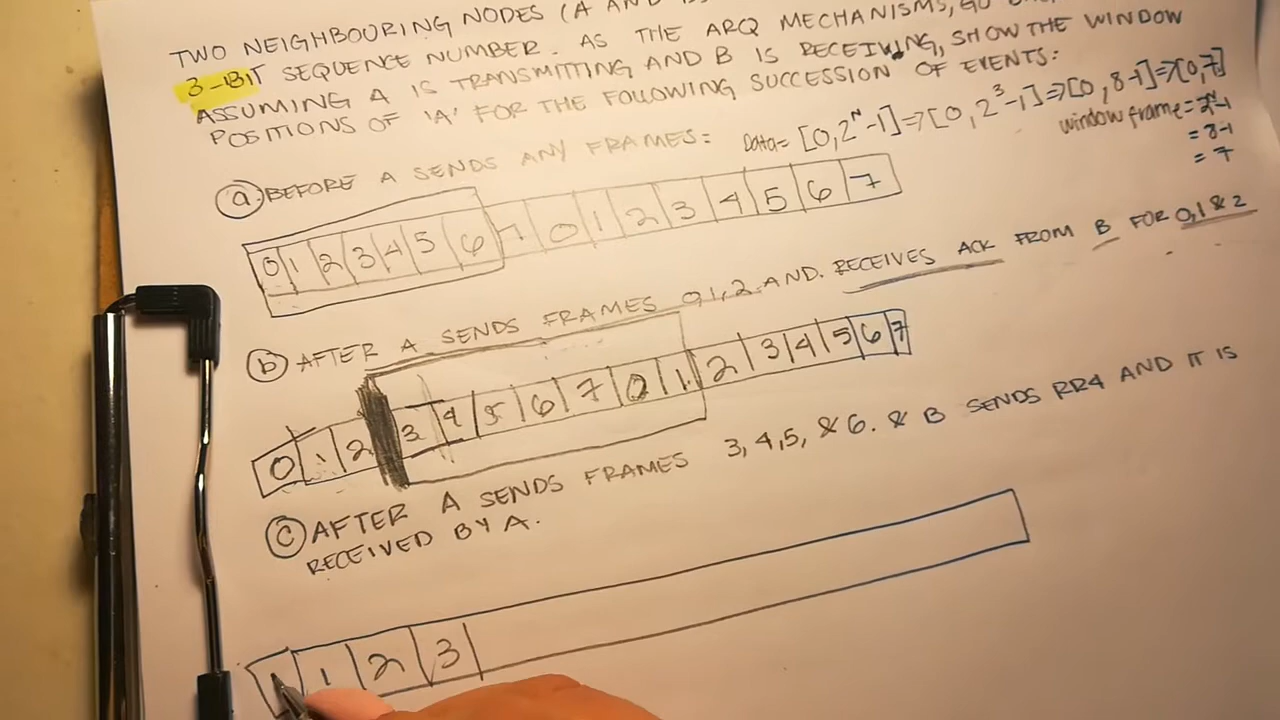 TWO NEIGHBOURING NODES (A AND
3-BIT SEQUENCE NUMBER. AS THE ARQ MECHANISMS,
ASSUMING A IS TRANSMITTING AND B IS RECEIVING, SHOW THE WINDOW
POSITIONS OF 'A' FOR THE FOLLOWING SUCCESSION OF EVENTS:
Data= [0,2^N-1]=>[0,2^3-1]=>[0,8-1]=>[0,7]
window frame=2^N-1
= 8-1
= 7
(a) BEFORE A SENDS ANY FRAMES:
0 1 2 3 4 5 6 7 0 1 2 3 4 5 6 7
(b) AFTER A SENDS FRAMES 0,1,2 AND. RECEIVES ACK FROM B FOR 0,1 & 2
0 1 2 3 4 5 6 7 0 1 2 3 4 5 6 7
(c) AFTER A SENDS FRAMES 3,4,5, & 6. & B SENDS RR4 AND IT IS
RECEIVED BY A.
1 2 3